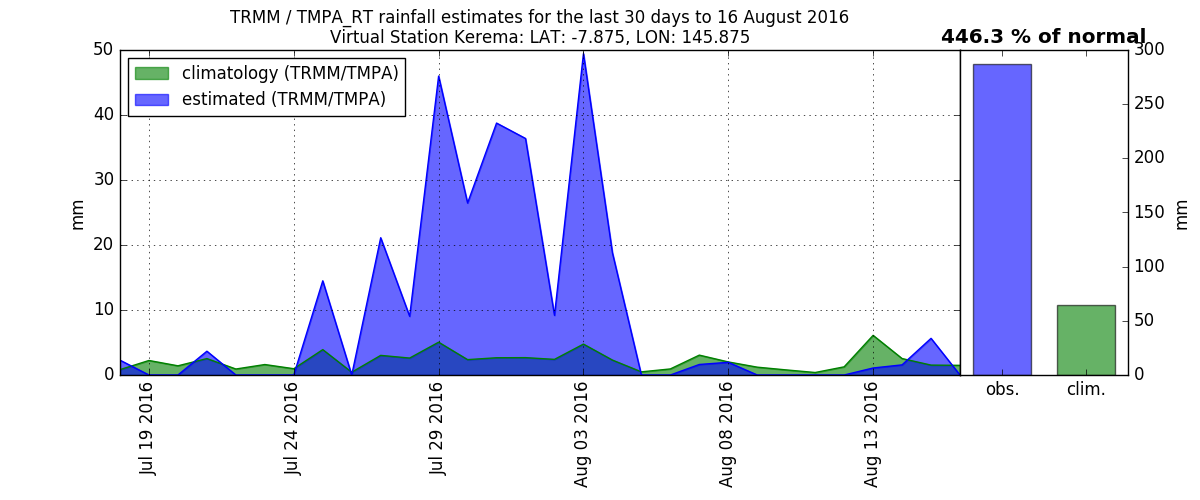 TRMM / TMPA_RT rainfall estimates for the last 30 days to 16 August 2016
Virtual Station Kerema: LAT: -7.875, LON: 145.875
446.3 % of normal
climatology (TRMM/TMPA)
estimated (TRMM/TMPA)
50
40
30
20
10
0
mm
Jul 19 2016
Jul 24 2016
Jul 29 2016
Aug 03 2016
Aug 08 2016
Aug 13 2016
300
250
200
150
100
50
0
mm
obs.
clim.